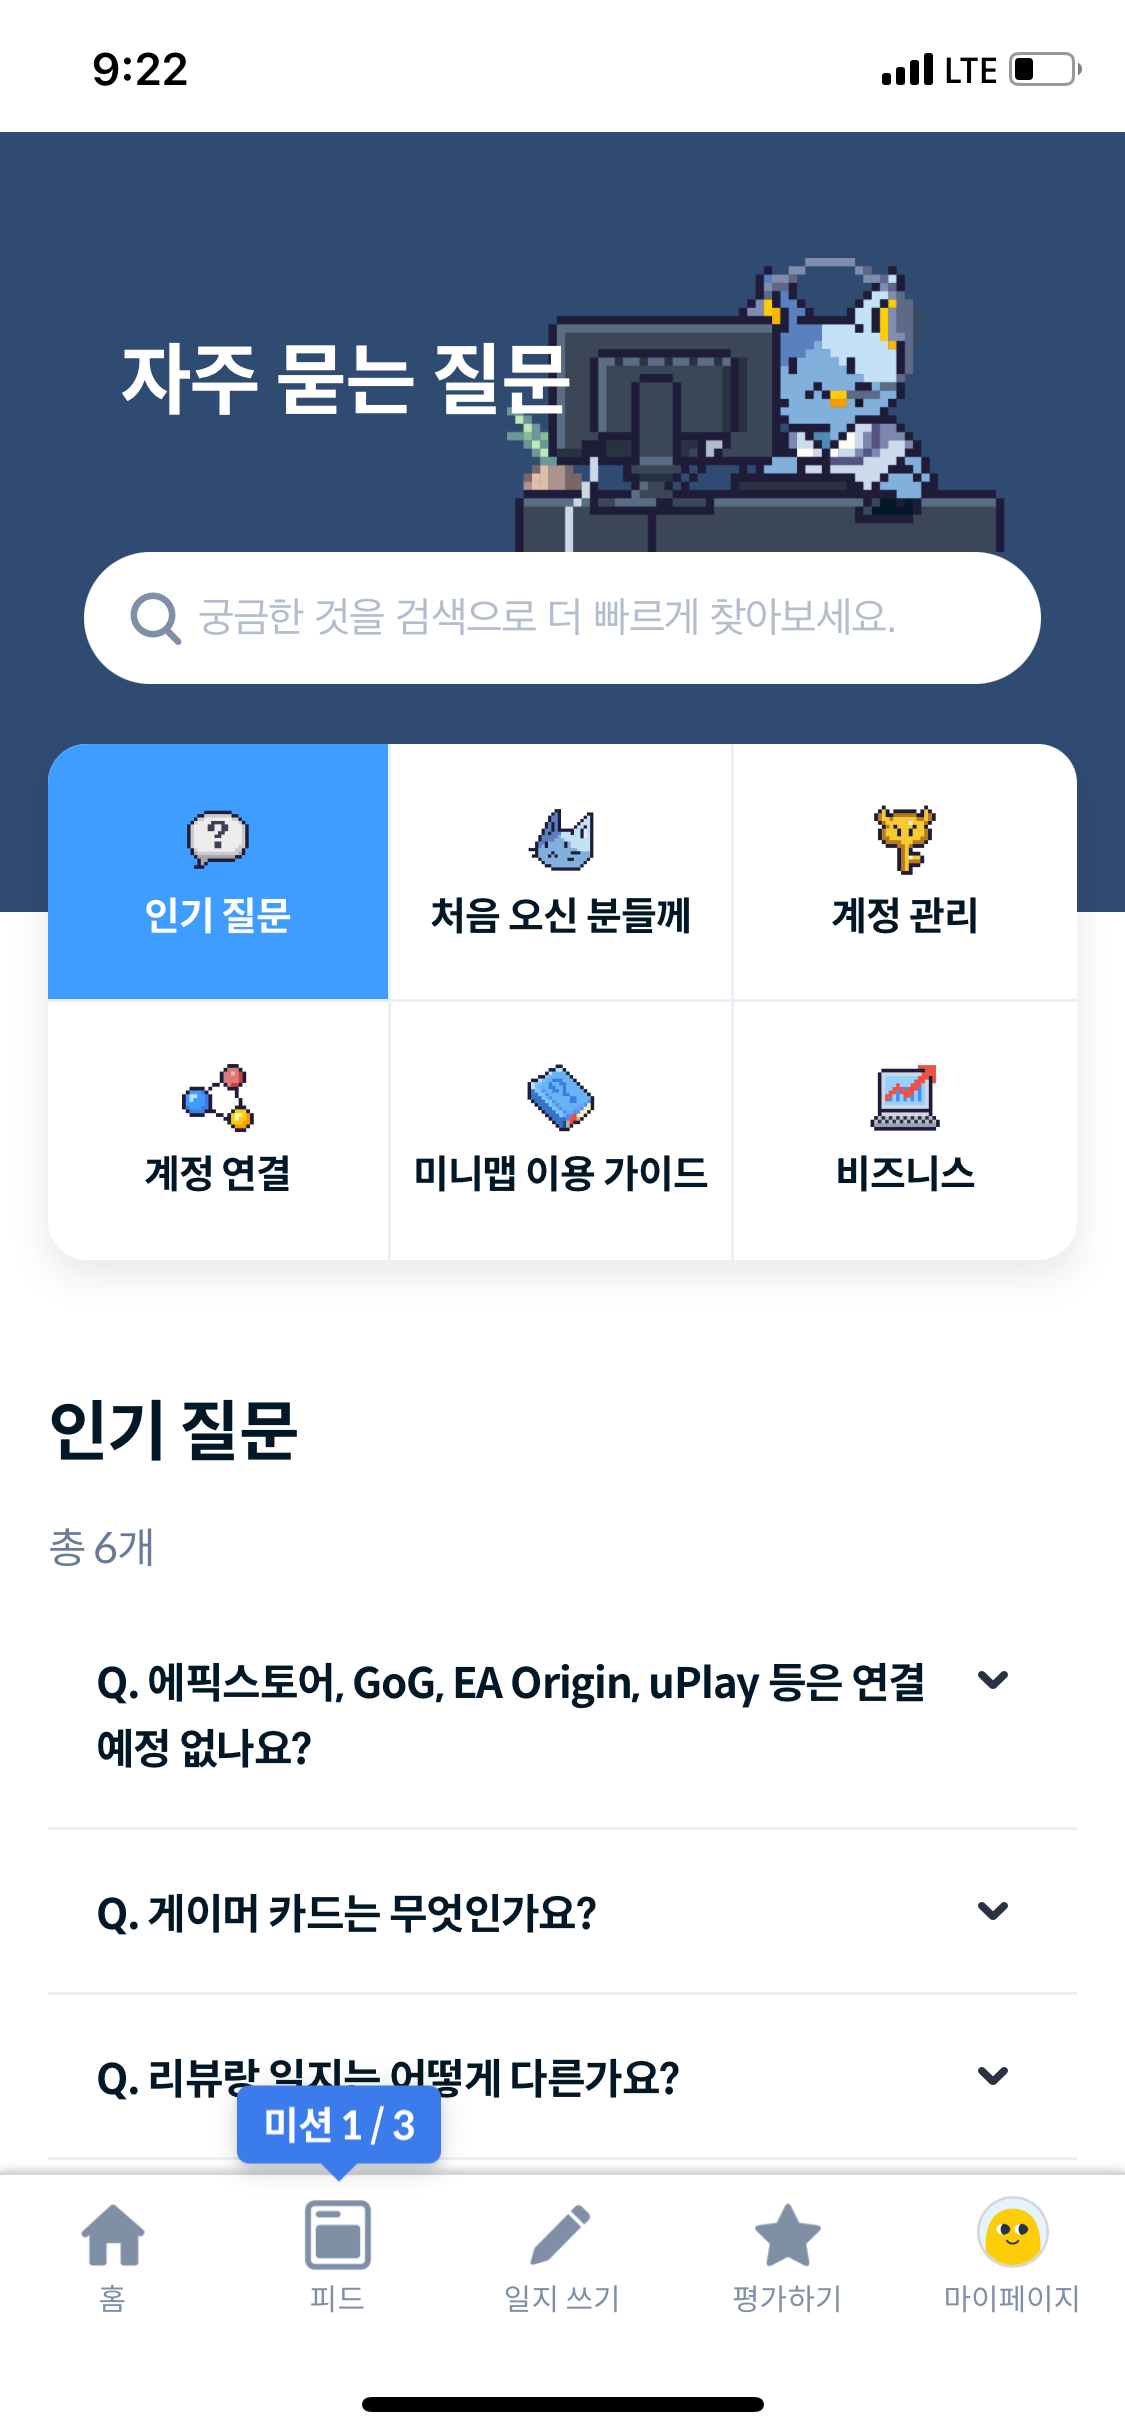 9:22
LTE
자주 묻는 질문
궁금한 것을 검색으로 더 빠르게 찾아보세요.
인기 질문
처음 오신 분들께
계정 관리
계정 연결
미니맵 이용 가이드
비즈니스
인기 질문
총 6개
Q. 에픽스토어, GoG, EA Origin, uPlay 등은 연결
예정 없나요?
Q. 게이머 카드는 무엇인가요?
Q. 리뷰랑 일지는 어떻게 다른가요?
미션 1 / 3
홈
피드
일지 쓰기
평가하기
마이페이지